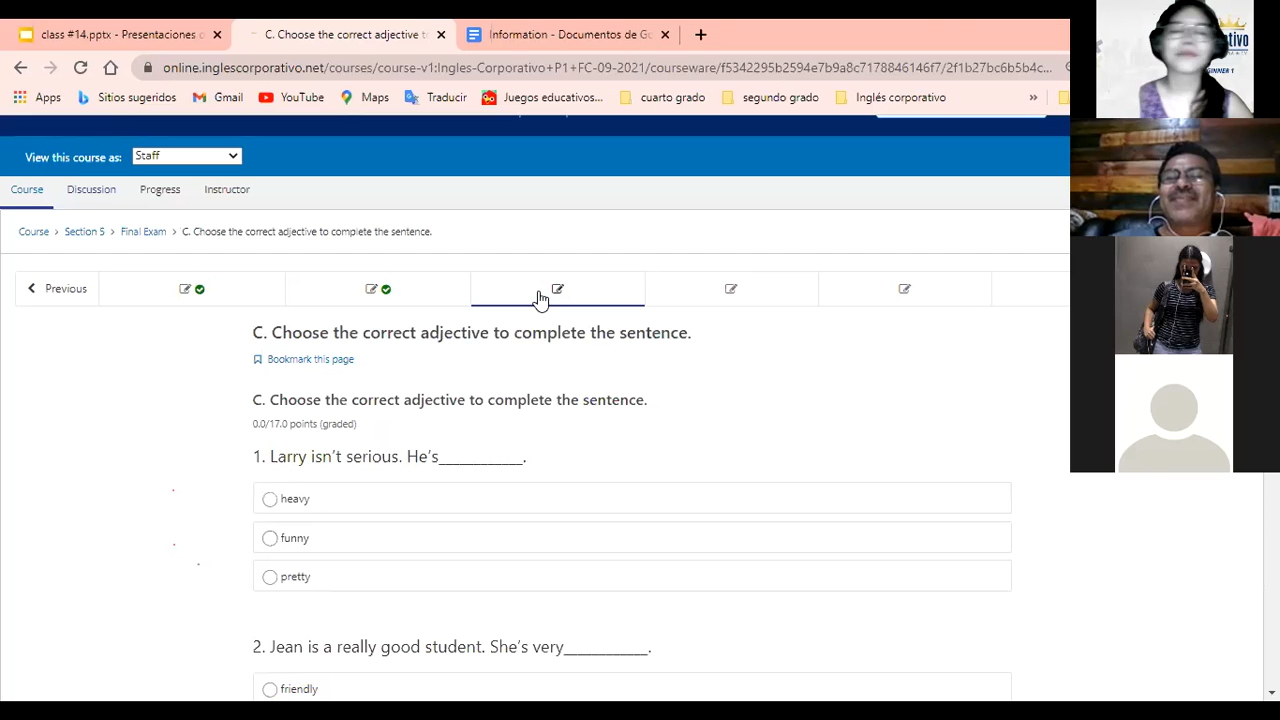 class #14.pptx - Presentaciones
C. Choose the correct adjective to
Information - Documentos de Go
online.inglescorporativo.net/courses/course-v1:Ingles-Corporativo+P1+FC-09-2021/courseware/f5342295b2594e7b9a8c7178846146f7/2f1b27bc6b5b4c...
Apps
Sitios sugeridos
Gmail
YouTube
Maps
Traducir
Juegos educativos...
cuarto grado
segundo grado
Inglés corporativo
»
View this course as:
Staff
Course
Discussion
Progress
Instructor
Course > Section 5 > Final Exam > C. Choose the correct adjective to complete the sentence.
Previous
C. Choose the correct adjective to complete the sentence.
Bookmark this page
C. Choose the correct adjective to complete the sentence.
0.0/17.0 points (graded)
1. Larry isn't serious. He's____________.
heavy
funny
pretty
2. Jean is a really good student. She's very____________.
friendly